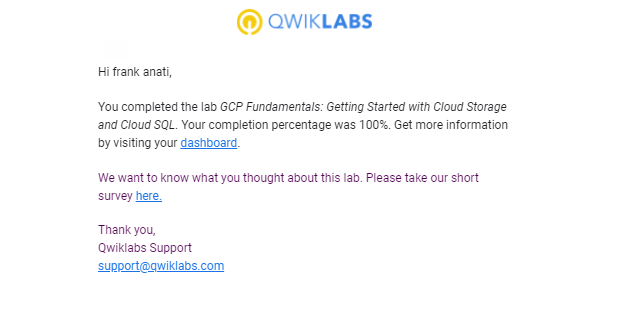 QWIKLABS
Hi frank anati,
You completed the lab GCP Fundamentals: Getting Started with Cloud Storage
and Cloud SQL. Your completion percentage was 100%. Get more information
by visiting your dashboard.
We want to know what you thought about this lab. Please take our short
survey here.
Thank you,
Qwiklabs Support
support@qwiklabs.com